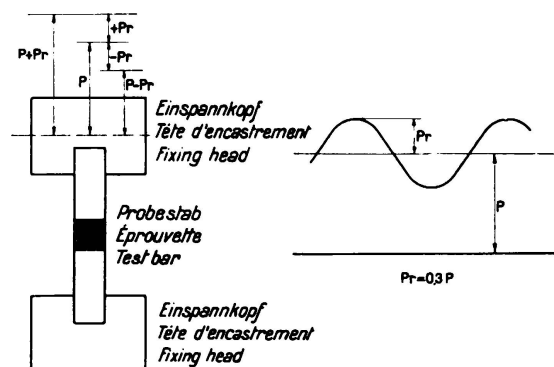 +Pr
P+Pr
-Pr
P
P-Pr
Einspannkopf
Tête d'encastrement
Fixing head
Pr
Probestab
Éprouvette
Test bar
P
Pr=0,3 P
Einspannkopf
Tête d'encastrement
Fixing head